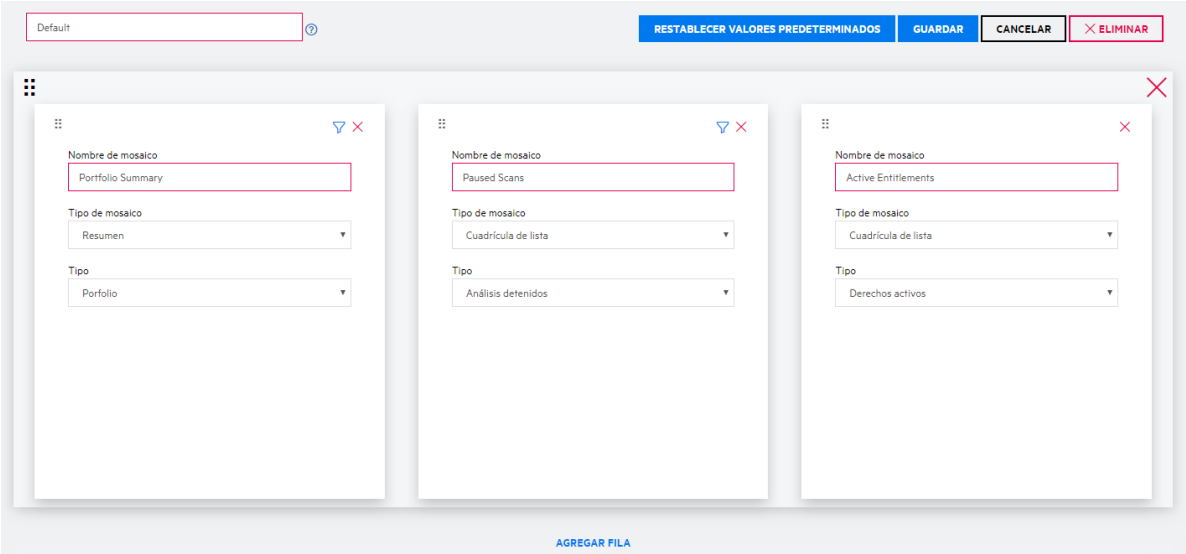 Default
RESTABLECER VALORES PREDETERMINADOS GUARDAR CANCELAR ELIMINAR
Nombre de mosaico Nombre de mosaico Nombre de mosaico
Portfolio Summary Paused Scans Active Entitlements
Tipo de mosaico Tipo de mosaico Tipo de mosaico
Resumen Cuadrícula de lista Cuadrícula de lista
Tipo Tipo Tipo
Porfolio Análisis detenidos Derechos activos
AGREGAR FILA